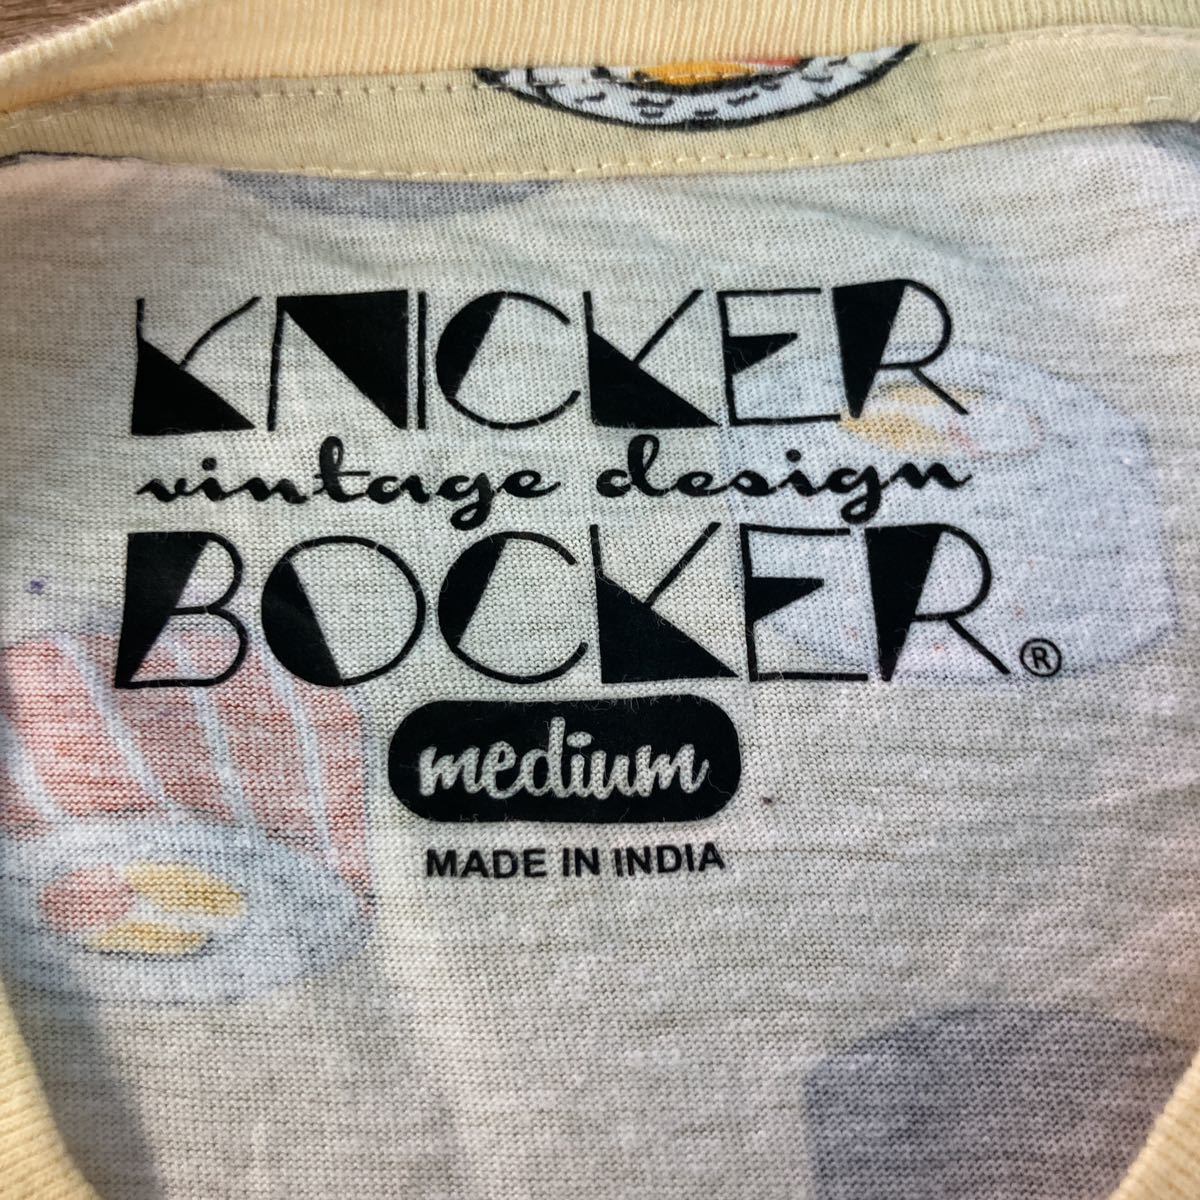 KNICKER
vintage design
BOCKER®
medium
MADE IN INDIA